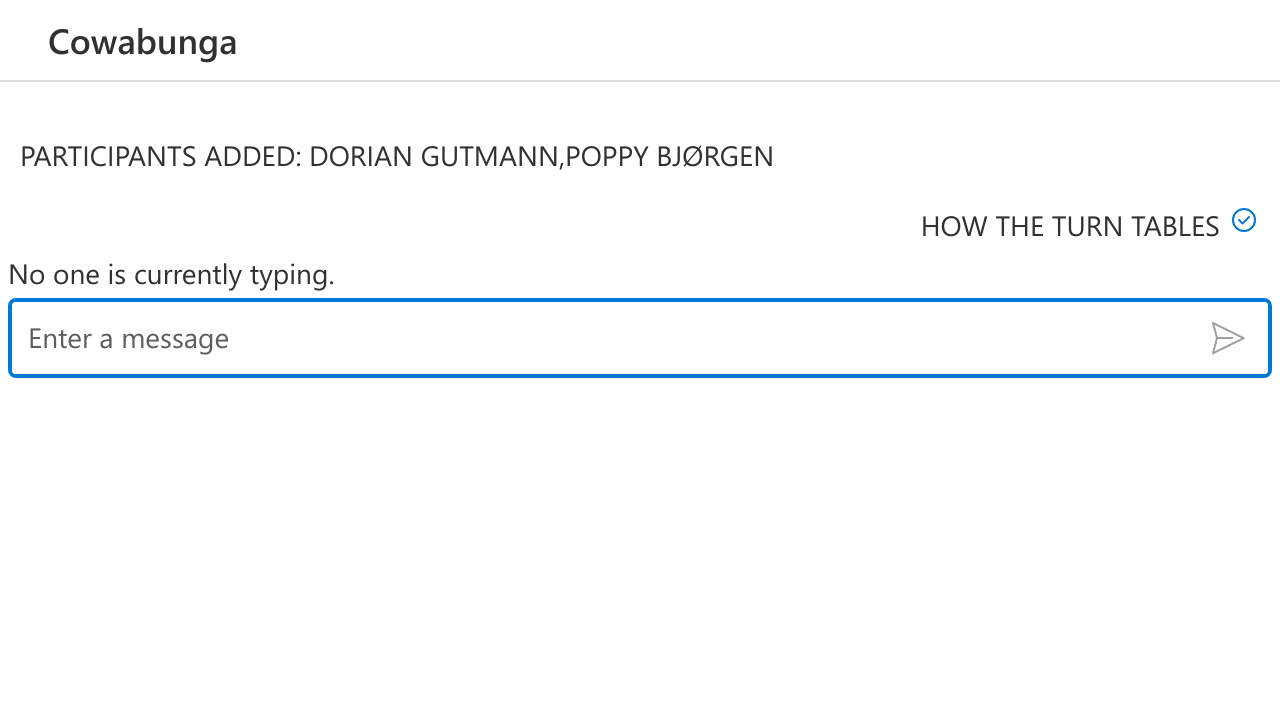 Cowabunga
PARTICIPANTS ADDED: DORIAN GUTMANN,POPPY BJØRGEN
HOW THE TURN TABLES
No one is currently typing.
Enter a message